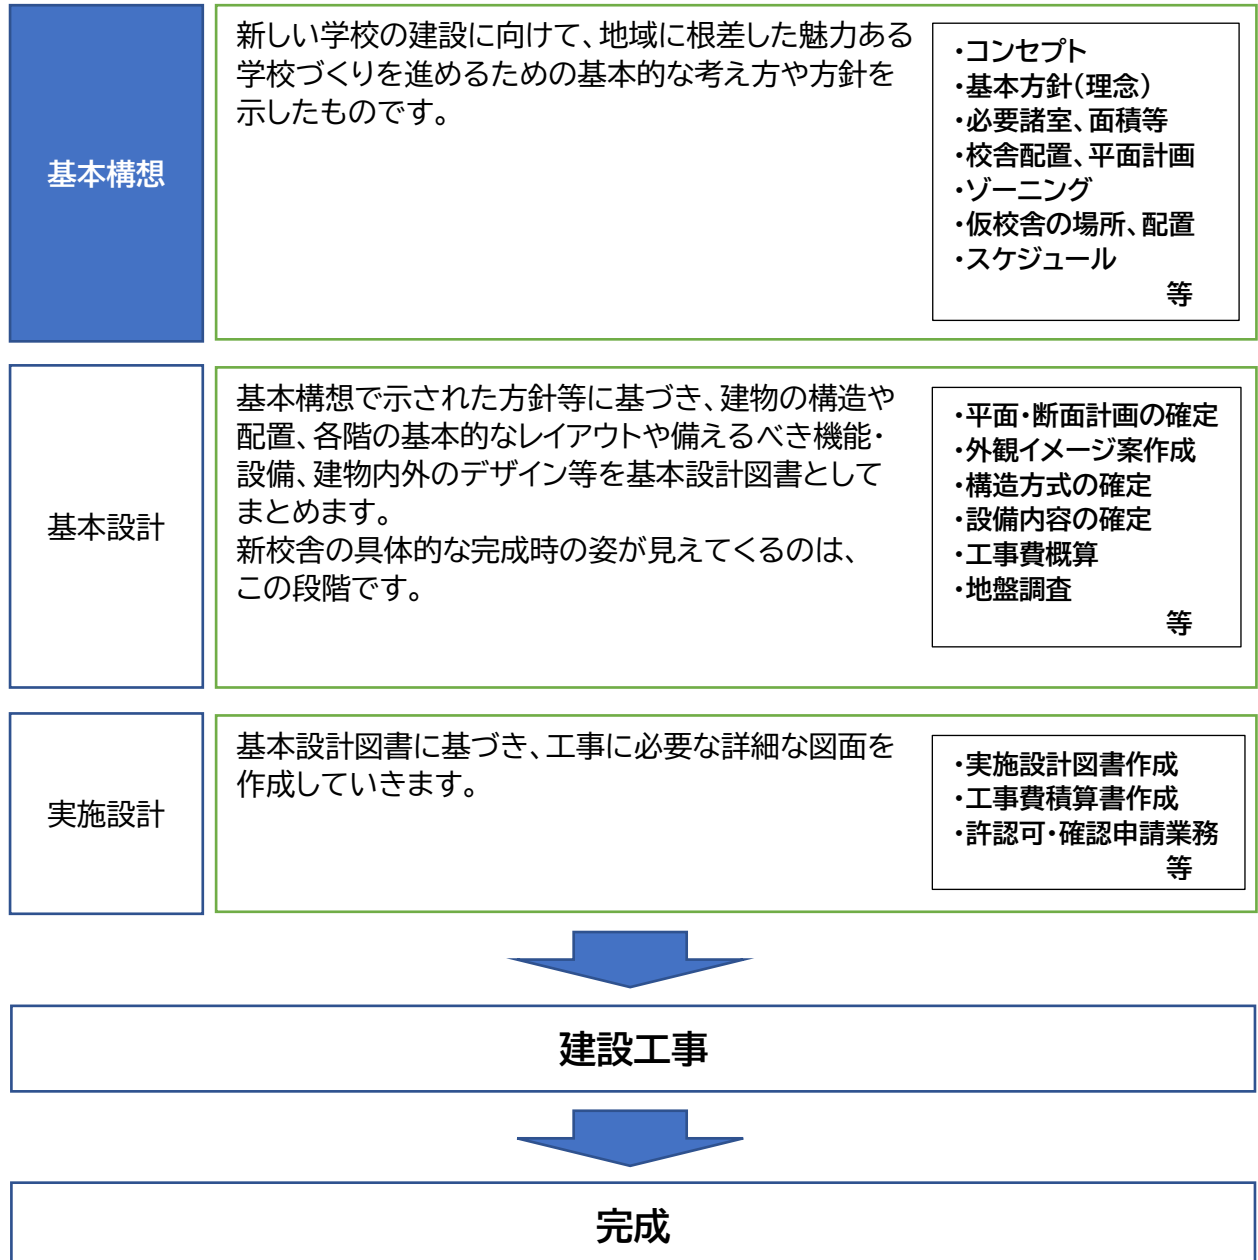 基本構想
新しい学校の建設に向けて、地域に根差した魅力ある
学校づくりを進めるための基本的な考え方や方針を
示したものです。
・コンセプト
・基本方針(理念)
・必要諸室、面積等
・校舎配置、平面計画
・ゾーニング
・仮校舎の場所、配置
・スケジュール
等
基本設計
基本構想で示された方針等に基づき、建物の構造や
配置、各階の基本的なレイアウトや備えるべき機能・
設備、建物内外のデザイン等を基本設計図書として
まとめます。
新校舎の具体的な完成時の姿が見えてくるのは、
この段階です。
・平面・断面計画の確定
・外観イメージ案作成
・構造方式の確定
・設備内容の確定
・工事費概算
・地盤調査
等
実施設計
基本設計図書に基づき、工事に必要な詳細な図面を
作成していきます。
・実施設計図書作成
・工事費積算書作成
・許認可・確認申請業務
等
建設工事
完成